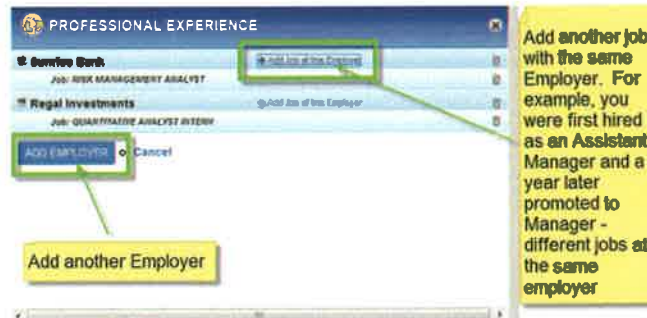 PROFESSIONAL EXPERIENCE
Sunrise Bank
Add Job at this Employer
Job: RISK MANAGEMENT ANALYST
Regal Investments
Add Job at this Employer
Job: QUANTITATIVE ANALYST INTERN
ADD EMPLOYER
o Cancel
Add another Employer
Add another job
with the same
Employer. For
example, you
were first hired
as an Assistant
Manager and a
year later
promoted to
Manager -
different jobs at
the same
employer